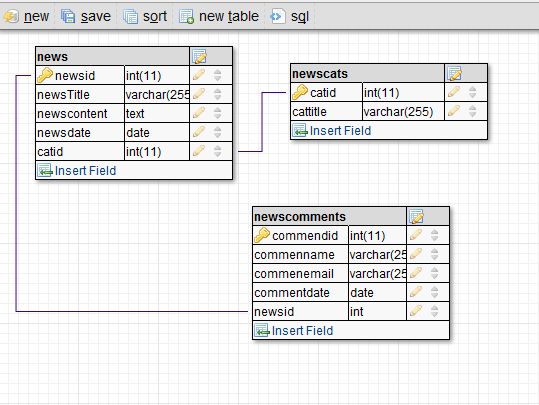 new save sort new table sql
news
newsid int(11)
newsTitle varchar(255
newscontent text
newsdate date
catid int(11)
Insert Field
newscats
catid int(11)
cattitle varchar(255)
Insert Field
newscomments
commendid int(11)
commenname varchar(25
commenemail varchar(25
commentdate date
newsid int
Insert Field